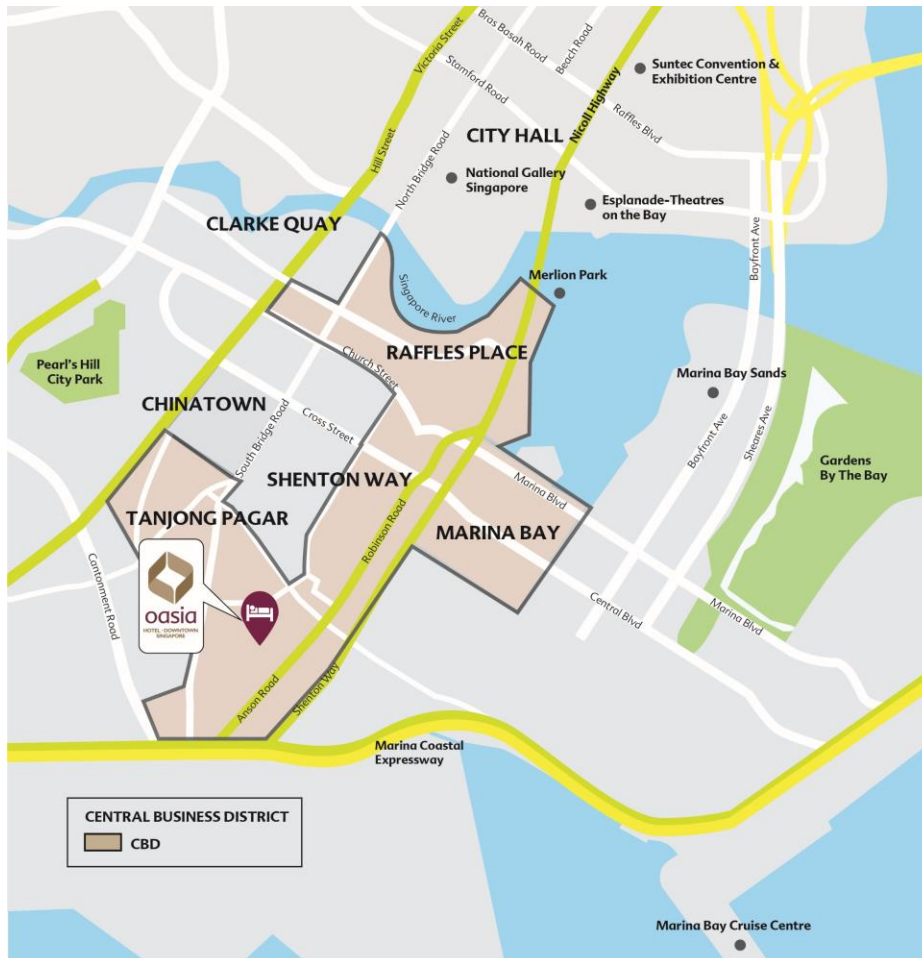 Victoria Street
Bras Basah Road
Beach Road
Stamford Road
Suntec Convention &
Exhibition Centre
Nicoll Highway
Raffles Blvd
CITY HALL
Hill Street
North Bridge Road
National Gallery
Singapore
Esplanade-Theatres
on the Bay
CLARKE QUAY
Bayfront Ave
Merlion Park
Singapore River
RAFFLES PLACE
Church Street
Pearl's Hill
City Park
Marina Bay Sands
CHINATOWN
Cross Street
South Bridge Road
Bayfront Ave
Sheares Ave
Gardens
By The Bay
SHENTON WAY
Marina Blvd
TANJONG PAGAR
Robinson Road
MARINA BAY
Cantonment Road
oasia
HOTEL · DOWNTOWN
SINGAPORE
Central Blvd
Marina Blvd
Anson Road
Shenton Way
Marina Coastal
Expressway
CENTRAL BUSINESS DISTRICT
CBD
Marina Bay Cruise Centre